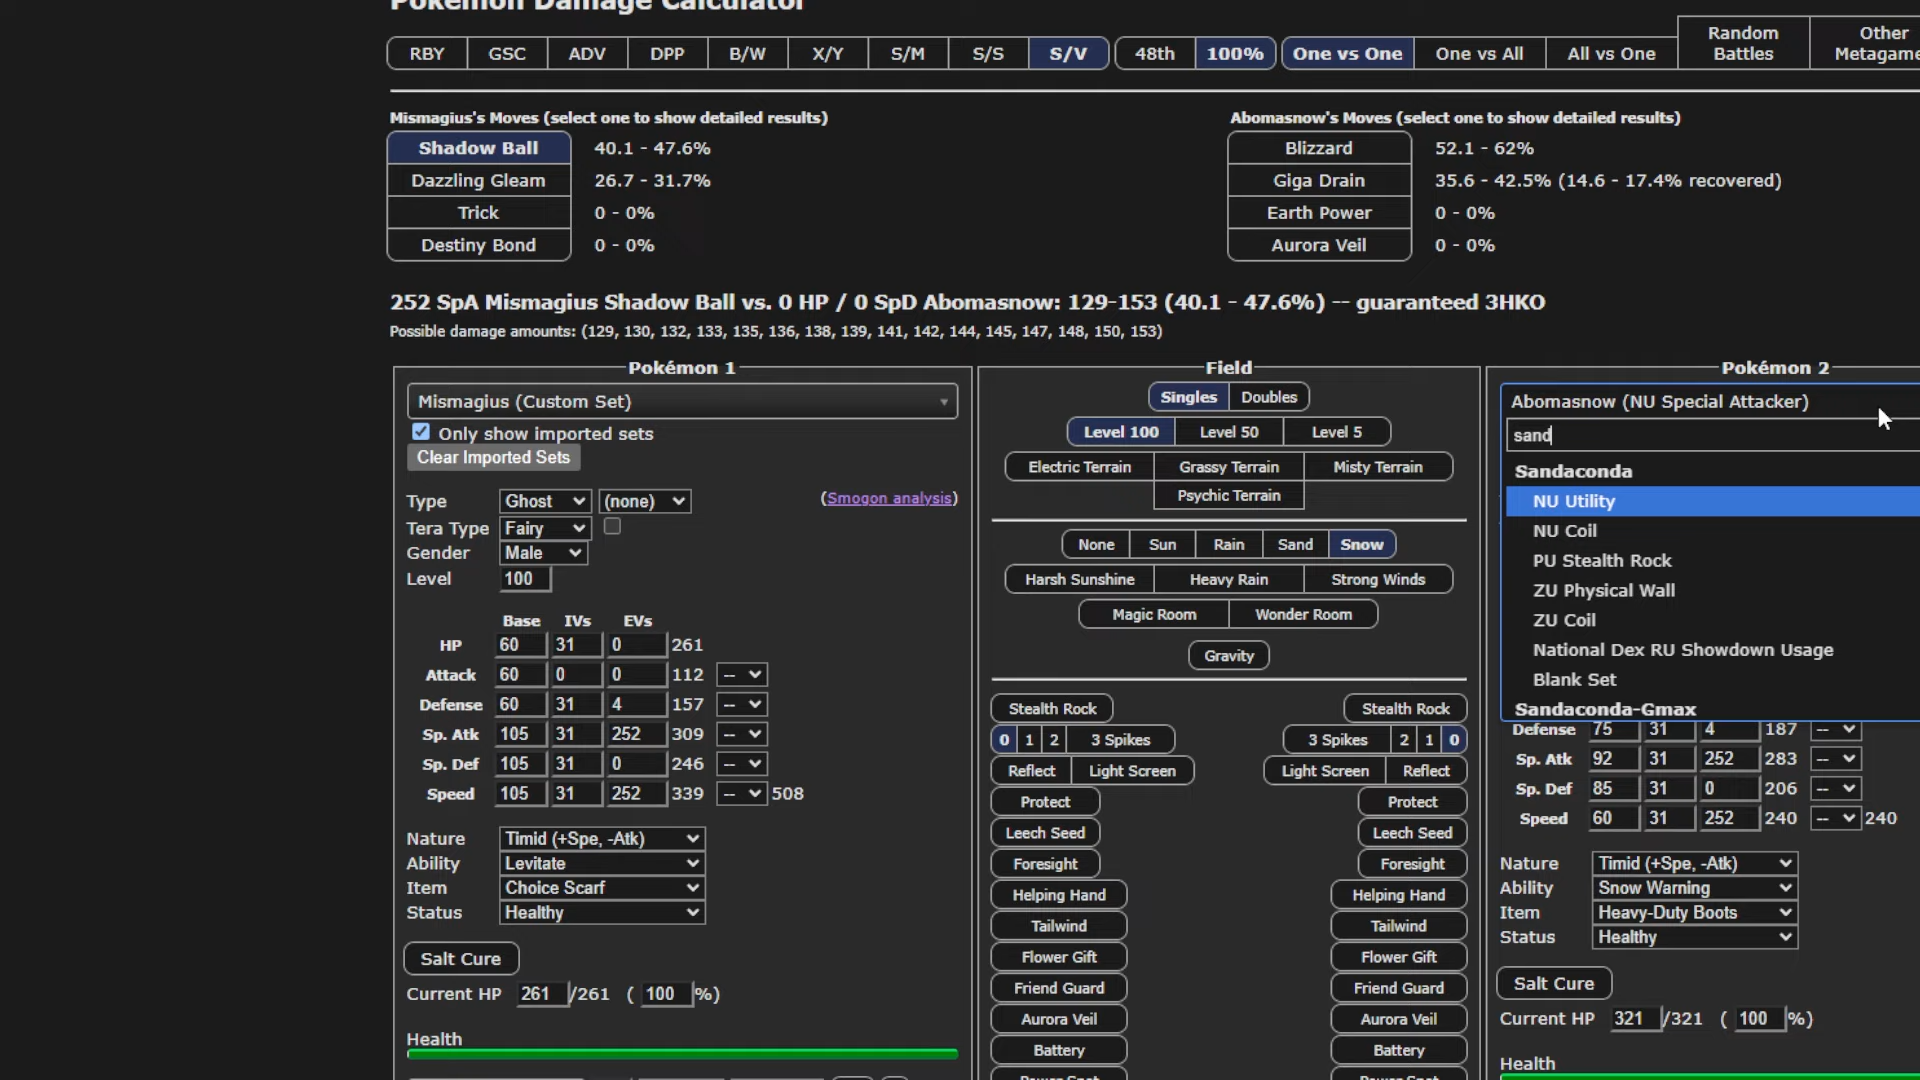 Pokémon Damage Calculator
RBY GSC ADV DPP B/W X/Y S/M S/S S/V 48th 100% One vs One One vs All All vs One Random Battles Other Metagame
Mismagius's Moves (select one to show detailed results)
Shadow Ball 40.1 - 47.6%
Dazzling Gleam 26.7 - 31.7%
Trick 0 - 0%
Destiny Bond 0 - 0%
Abomasnow's Moves (select one to show detailed results)
Blizzard 52.1 - 62%
Giga Drain 35.6 - 42.5% (14.6 - 17.4% recovered)
Earth Power 0 - 0%
Aurora Veil 0 - 0%
252 SpA Mismagius Shadow Ball vs. 0 HP / 0 SpD Abomasnow: 129-153 (40.1 - 47.6%) -- guaranteed 3HKO
Possible damage amounts: (129, 130, 132, 133, 135, 136, 138, 139, 141, 142, 144, 145, 147, 148, 150, 153)
Pokémon 1
Mismagius (Custom Set)
Only show imported sets
Clear Imported Sets
Type Ghost (none) (Smogon analysis)
Tera Type Fairy
Gender Male
Level 100
Base IVs EVs
HP 60 31 0 261
Attack 60 0 0 112 --
Defense 60 31 4 157 --
Sp. Atk 105 31 252 309 --
Sp. Def 105 31 0 246 --
Speed 105 31 252 339 -- 508
Nature Timid (+Spe, -Atk)
Ability Levitate
Item Choice Scarf
Status Healthy
Salt Cure
Current HP 261 /261 ( 100 %)
Health
Field
Singles Doubles
Level 100 Level 50 Level 5
Electric Terrain Grassy Terrain Misty Terrain
Psychic Terrain
None Sun Rain Sand Snow
Harsh Sunshine Heavy Rain Strong Winds
Magic Room Wonder Room
Gravity
Stealth Rock Stealth Rock
0 1 2 3 Spikes 3 Spikes 2 1 0
Reflect Light Screen Light Screen Reflect
Protect Protect
Leech Seed Leech Seed
Foresight Foresight
Helping Hand Helping Hand
Tailwind Tailwind
Flower Gift Flower Gift
Friend Guard Friend Guard
Aurora Veil Aurora Veil
Battery Battery
Power Spot Power Spot
Pokémon 2
Abomasnow (NU Special Attacker)
sand
Sandaconda
NU Utility
NU Coil
PU Stealth Rock
ZU Physical Wall
ZU Coil
National Dex RU Showdown Usage
Blank Set
Sandaconda-Gmax
Defense 75 31 4 187 --
Sp. Atk 92 31 252 283 --
Sp. Def 85 31 0 206 --
Speed 60 31 252 240 -- 240
Nature Timid (+Spe, -Atk)
Ability Snow Warning
Item Heavy-Duty Boots
Status Healthy
Salt Cure
Current HP 321 /321 ( 100 %)
Health